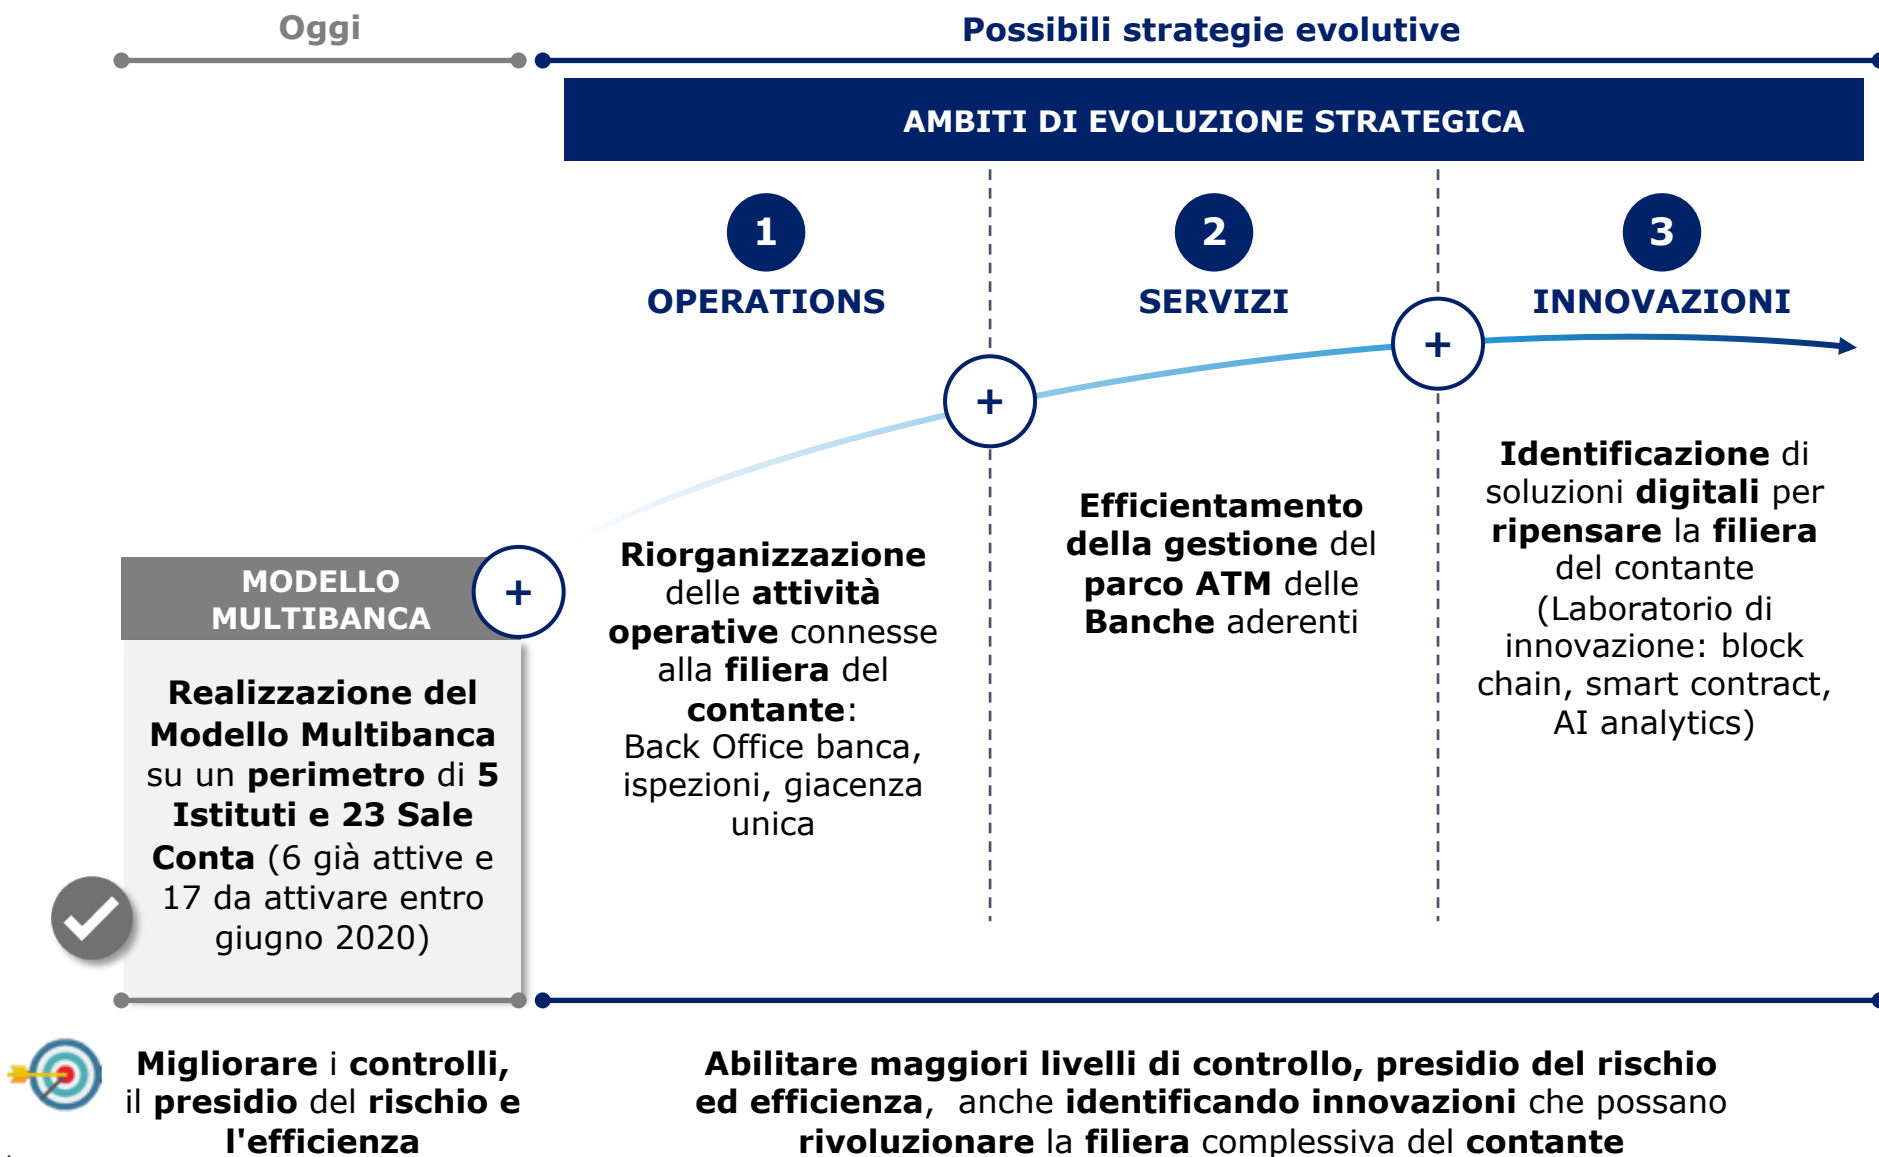 Oggi
Possibili strategie evolutive
AMBITI DI EVOLUZIONE STRATEGICA
1
OPERATIONS
2
SERVIZI
3
INNOVAZIONI
+
+
+
MODELLO
MULTIBANCA
Realizzazione del
Modello Multibanca
su un perimetro di 5
Istituti e 23 Sale
Conta (6 già attive e
17 da attivare entro
giugno 2020)
Riorganizzazione
delle attività
operative connesse
alla filiera del
contante:
Back Office banca,
ispezioni, giacenza
unica
Efficientamento
della gestione del
parco ATM delle
Banche aderenti
Identificazione di
soluzioni digitali per
ripensare la filiera
del contante
(Laboratorio di
innovazione: block
chain, smart contract,
AI analytics)
Migliorare i controlli,
il presidio del rischio e
l'efficienza
Abilitare maggiori livelli di controllo, presidio del rischio
ed efficienza, anche identificando innovazioni che possano
rivoluzionare la filiera complessiva del contante